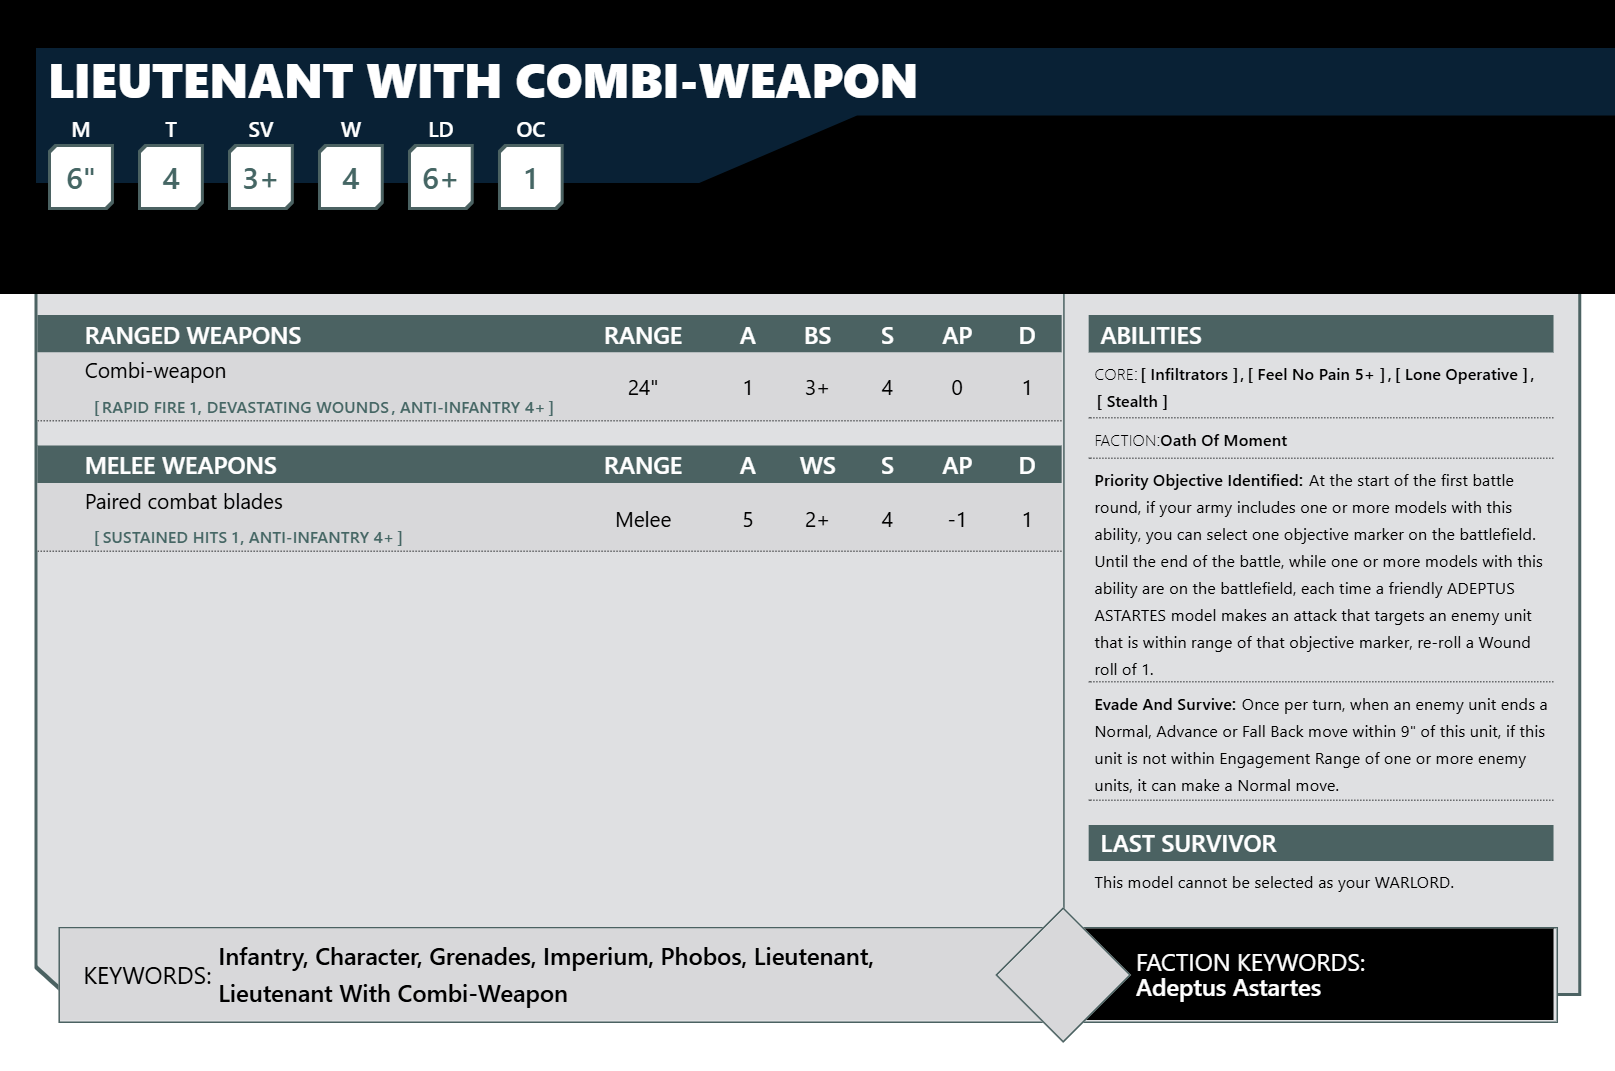 LIEUTENANT WITH COMBI-WEAPON
M T SV W LD OC
6" 4 3+ 4 6+ 1
RANGED WEAPONS RANGE A BS S AP D
Combi-weapon 24" 1 3+ 4 0 1
[ RAPID FIRE 1, DEVASTATING WOUNDS, ANTI-INFANTRY 4+ ]
MELEE WEAPONS RANGE A WS S AP D
Paired combat blades Melee 5 2+ 4 -1 1
[ SUSTAINED HITS 1, ANTI-INFANTRY 4+ ]
ABILITIES
CORE: [ Infiltrators ], [ Feel No Pain 5+ ], [ Lone Operative ],
[ Stealth ]
FACTION:Oath Of Moment
Priority Objective Identified: At the start of the first battle
round, if your army includes one or more models with this
ability, you can select one objective marker on the battlefield.
Until the end of the battle, while one or more models with this
ability are on the battlefield, each time a friendly ADEPTUS
ASTARTES model makes an attack that targets an enemy unit
that is within range of that objective marker, re-roll a Wound
roll of 1.
Evade And Survive: Once per turn, when an enemy unit ends a
Normal, Advance or Fall Back move within 9" of this unit, if this
unit is not within Engagement Range of one or more enemy
units, it can make a Normal move.
LAST SURVIVOR
This model cannot be selected as your WARLORD.
KEYWORDS: Infantry, Character, Grenades, Imperium, Phobos, Lieutenant,
Lieutenant With Combi-Weapon
FACTION KEYWORDS:
Adeptus Astartes